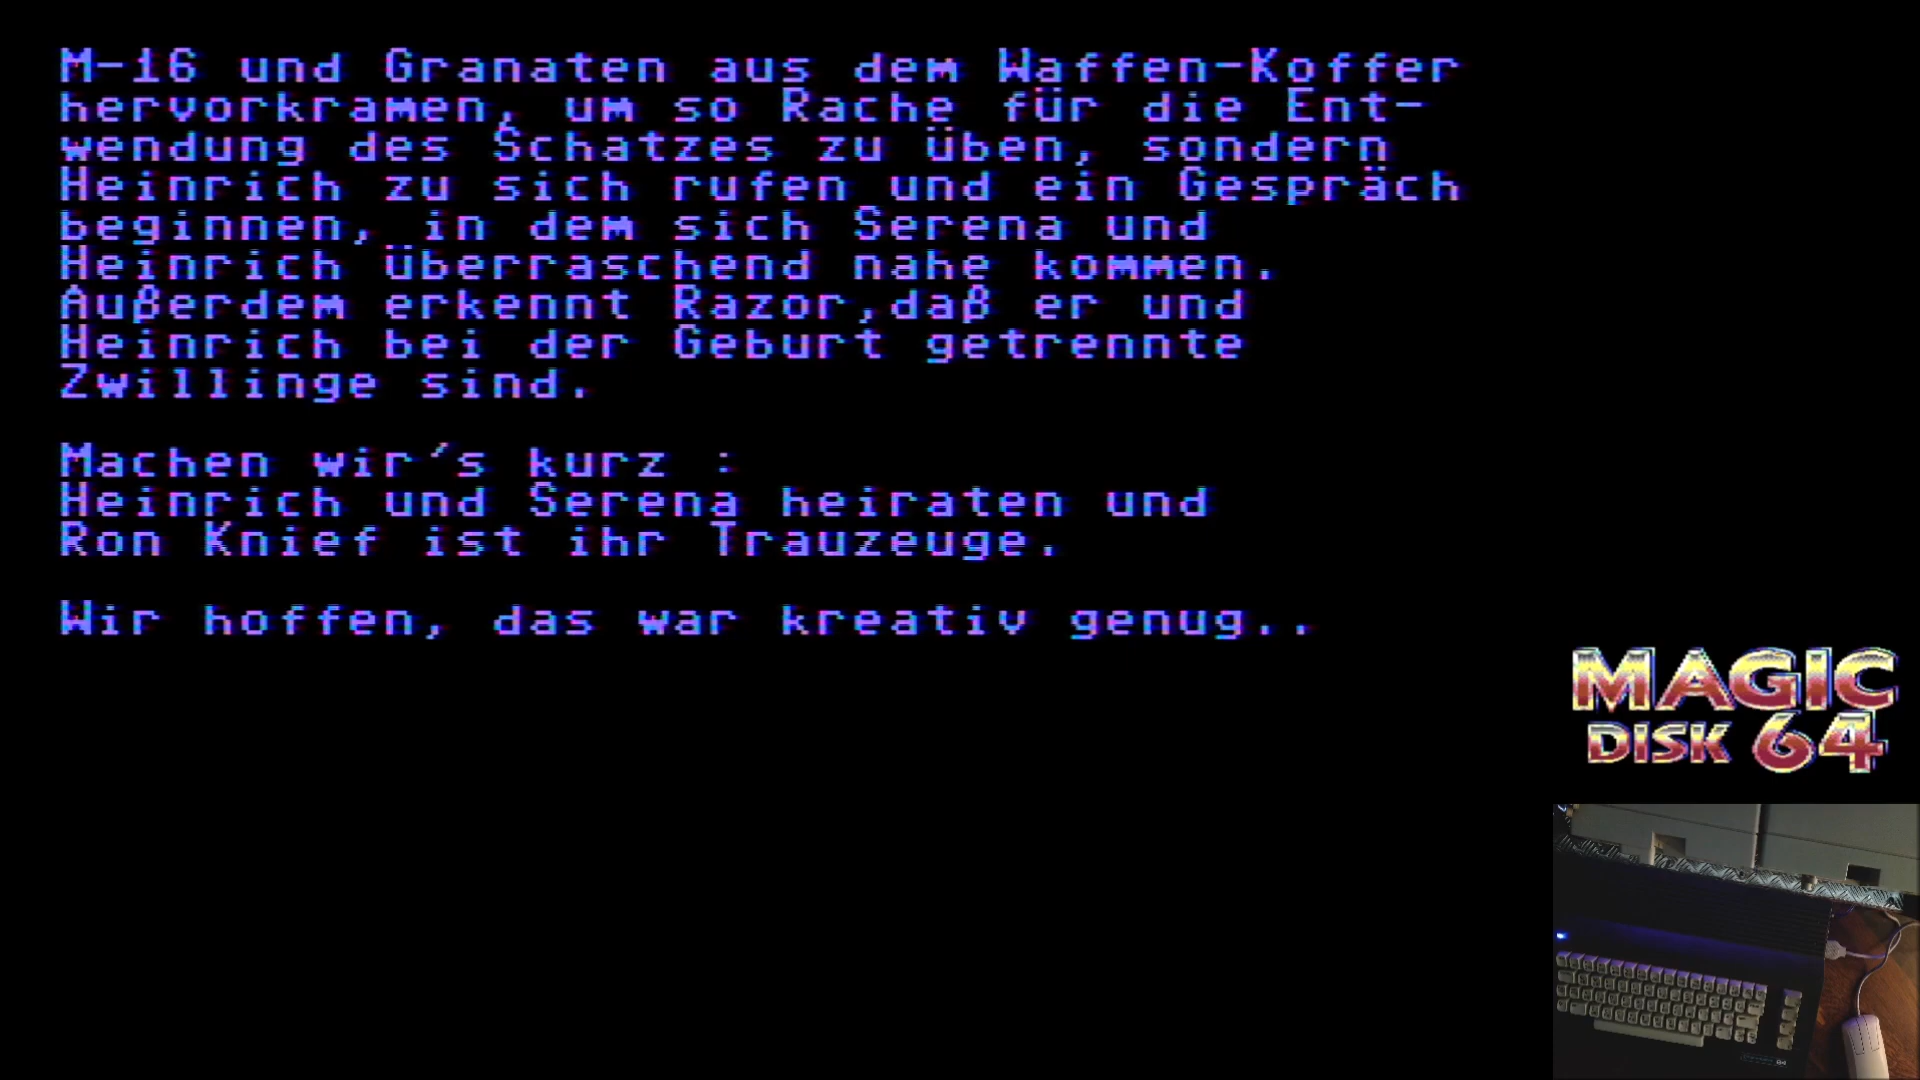 M-16 und Granaten aus dem Waffen-Koffer
hervorkramen, um so Rache für die Ent-
wendung des Schatzes zu üben, sondern
Heinrich zu sich rufen und ein Gespräch
beginnen, in dem sich Serena und
Heinrich überraschend nahe kommen.
Außerdem erkennt Razor,daß er und
Heinrich bei der Geburt getrennte
Zwillinge sind.
Machen wir's kurz :
Heinrich und Serena heiraten und
Ron Knief ist ihr Trauzeuge.
Wir hoffen, das war kreativ genug..
MAGIC
DISK 64